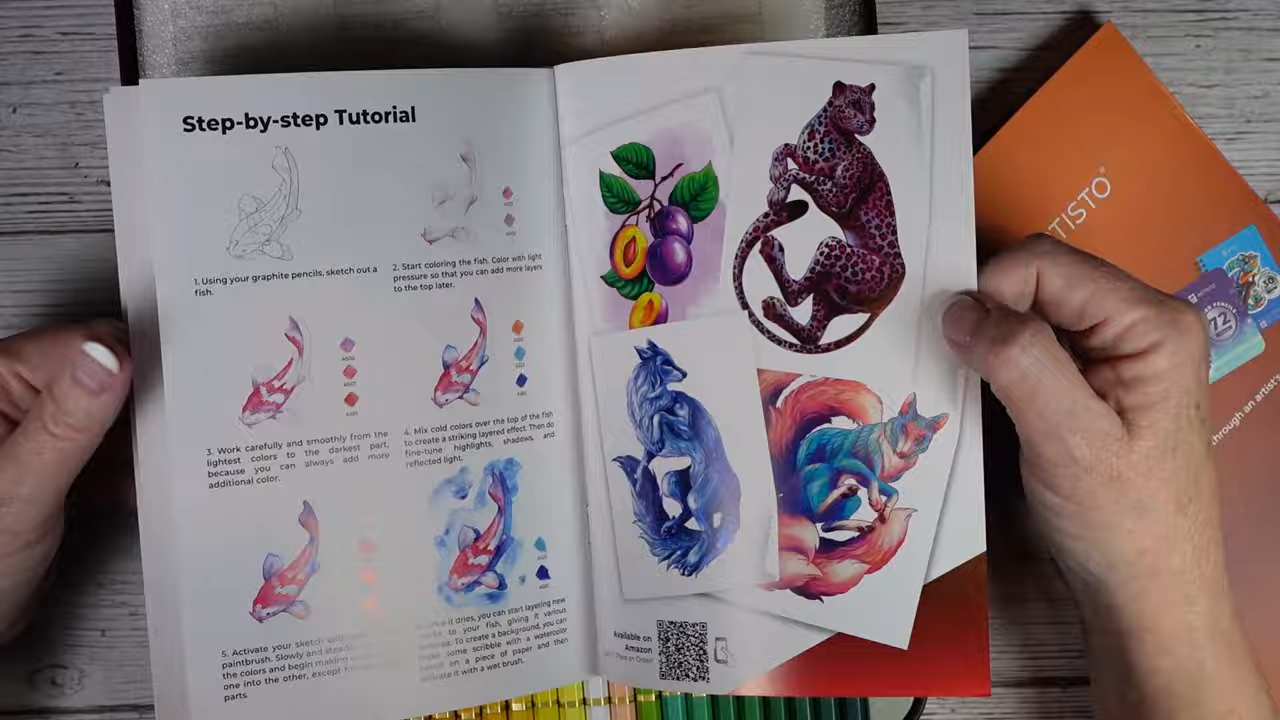 Step-by-step Tutorial
1. Using your graphite pencils, sketch out a
fish.
2. Start coloring the fish. Color with light
pressure so that you can add more layers
to the top later.
3. Work carefully and smoothly from the
lightest colors to the darkest part,
because you can always add more
additional color.
4. Mix cold colors over the top of the fish
to create a striking layered effect. Then do
fine-tune highlights, shadows, and
reflected light.
5. Activate your sketch
paintbrush. Slowly and
the colors and begin making
one into the other, except
parts.
it dries, you can start layering new
to your fish, giving it various
To create a background, you can
some scribble with a watercolor
on a piece of paper and then
activate it with a wet brush.
Available on
Amazon
TISTO®
72
through an artist's